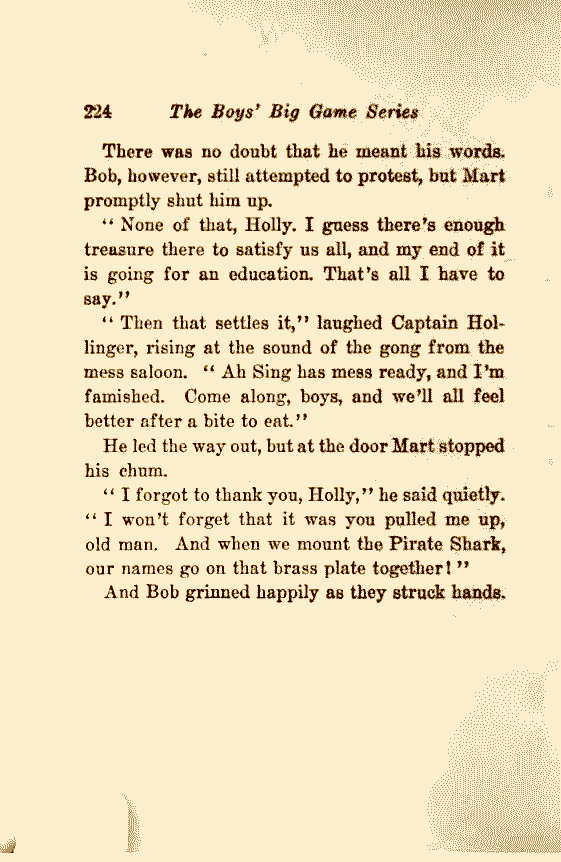 224 The Boys' Big Game Series
There was no doubt that he meant his words.
Bob, however, still attempted to protest, but Mart
promptly shut him up.
" None of that, Holly. I guess there's enough
treasure there to satisfy us all, and my end of it
is going for an education. That's all I have to
say."
" Then that settles it," laughed Captain Hol-
linger, rising at the sound of the gong from the
mess saloon. " Ah Sing has mess ready, and I'm
famished. Come along, boys, and we'll all feel
better after a bite to eat."
He led the way out, but at the door Mart stopped
his chum.
" I forgot to thank you, Holly," he said quietly.
" I won't forget that it was you pulled me up,
old man. And when we mount the Pirate Shark,
our names go on that brass plate together! "
And Bob grinned happily as they struck hands.